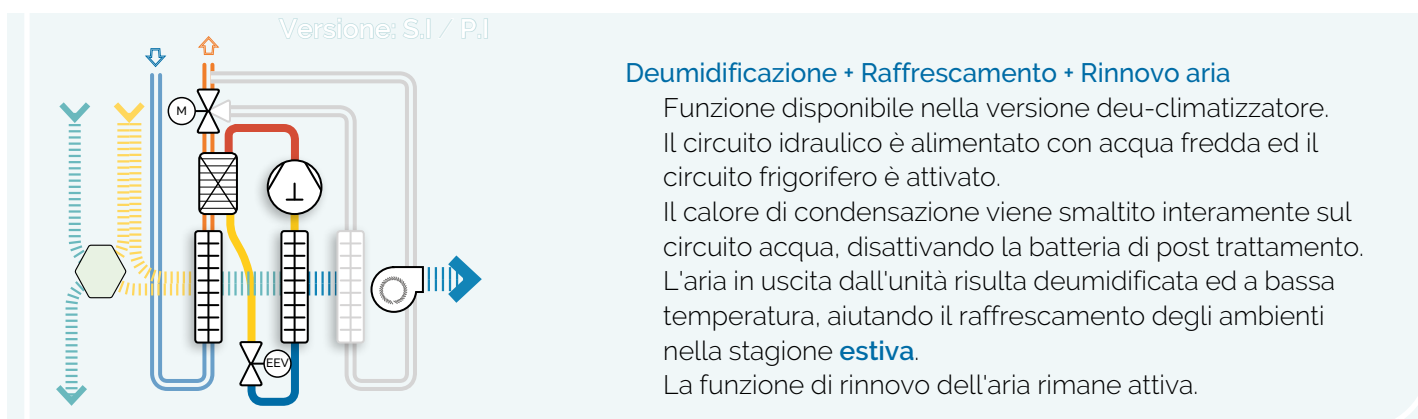 Versione: S.I / P.I
Deumidificazione + Raffrescamento + Rinnovo aria
Funzione disponibile nella versione deu-climatizzatore.
Il circuito idraulico è alimentato con acqua fredda ed il
circuito frigorifero è attivato.
Il calore di condensazione viene smaltito interamente sul
circuito acqua, disattivando la batteria di post trattamento.
L'aria in uscita dall'unità risulta deumidificata ed a bassa
temperatura, aiutando il raffrescamento degli ambienti
nella stagione estiva.
La funzione di rinnovo dell'aria rimane attiva.
M
EEV